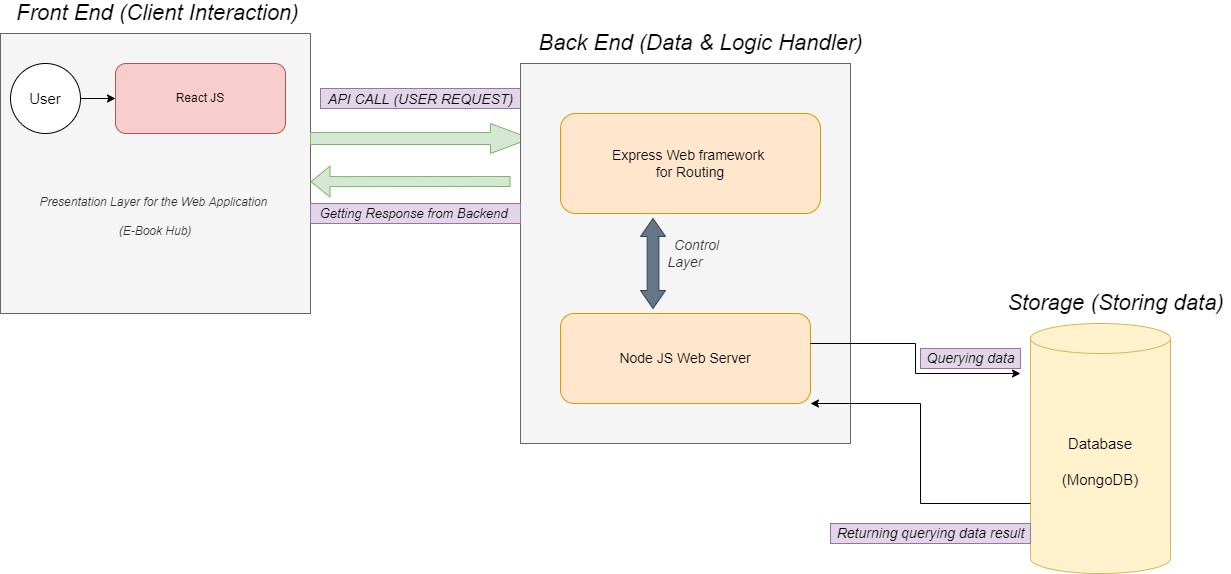 Front End (Client Interaction)
User
React JS
Presentation Layer for the Web Application
(E-Book Hub)
API CALL (USER REQUEST)
Getting Response from Backend
Back End (Data & Logic Handler)
Express Web framework
for Routing
Control
Layer
Node JS Web Server
Querying data
Returning querying data result
Storage (Storing data)
Database
(MongoDB)